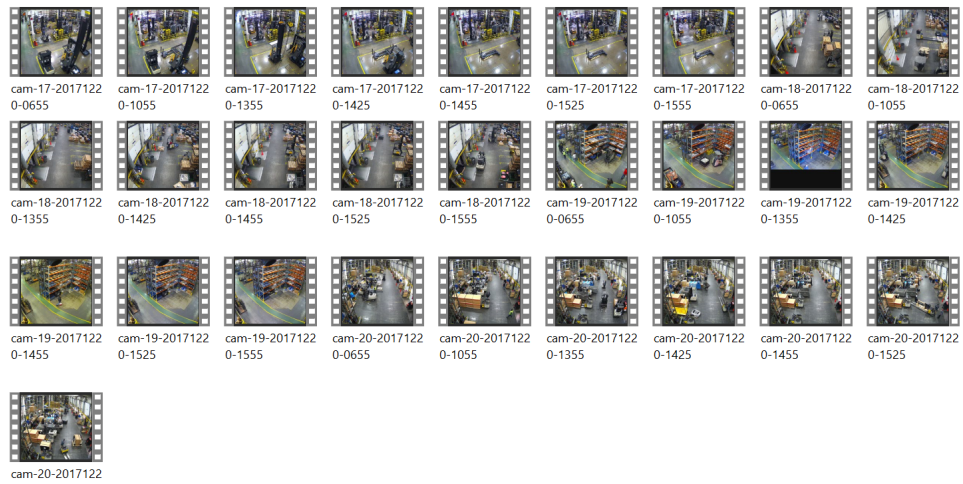 cam-17-2017122 cam-17-2017122 cam-17-2017122 cam-17-2017122 cam-17-2017122 cam-17-2017122 cam-17-2017122 cam-18-2017122 cam-18-2017122
0-0655 0-1055 0-1355 0-1425 0-1455 0-1525 0-1555 0-0655 0-1055
cam-18-2017122 cam-18-2017122 cam-18-2017122 cam-18-2017122 cam-18-2017122 cam-19-2017122 cam-19-2017122 cam-19-2017122 cam-19-2017122
0-1355 0-1425 0-1455 0-1525 0-1555 0-0655 0-1055 0-1355 0-1425
cam-19-2017122 cam-19-2017122 cam-19-2017122 cam-20-2017122 cam-20-2017122 cam-20-2017122 cam-20-2017122 cam-20-2017122 cam-20-2017122
0-1455 0-1525 0-1555 0-0655 0-1055 0-1355 0-1425 0-1455 0-1525
cam-20-2017122